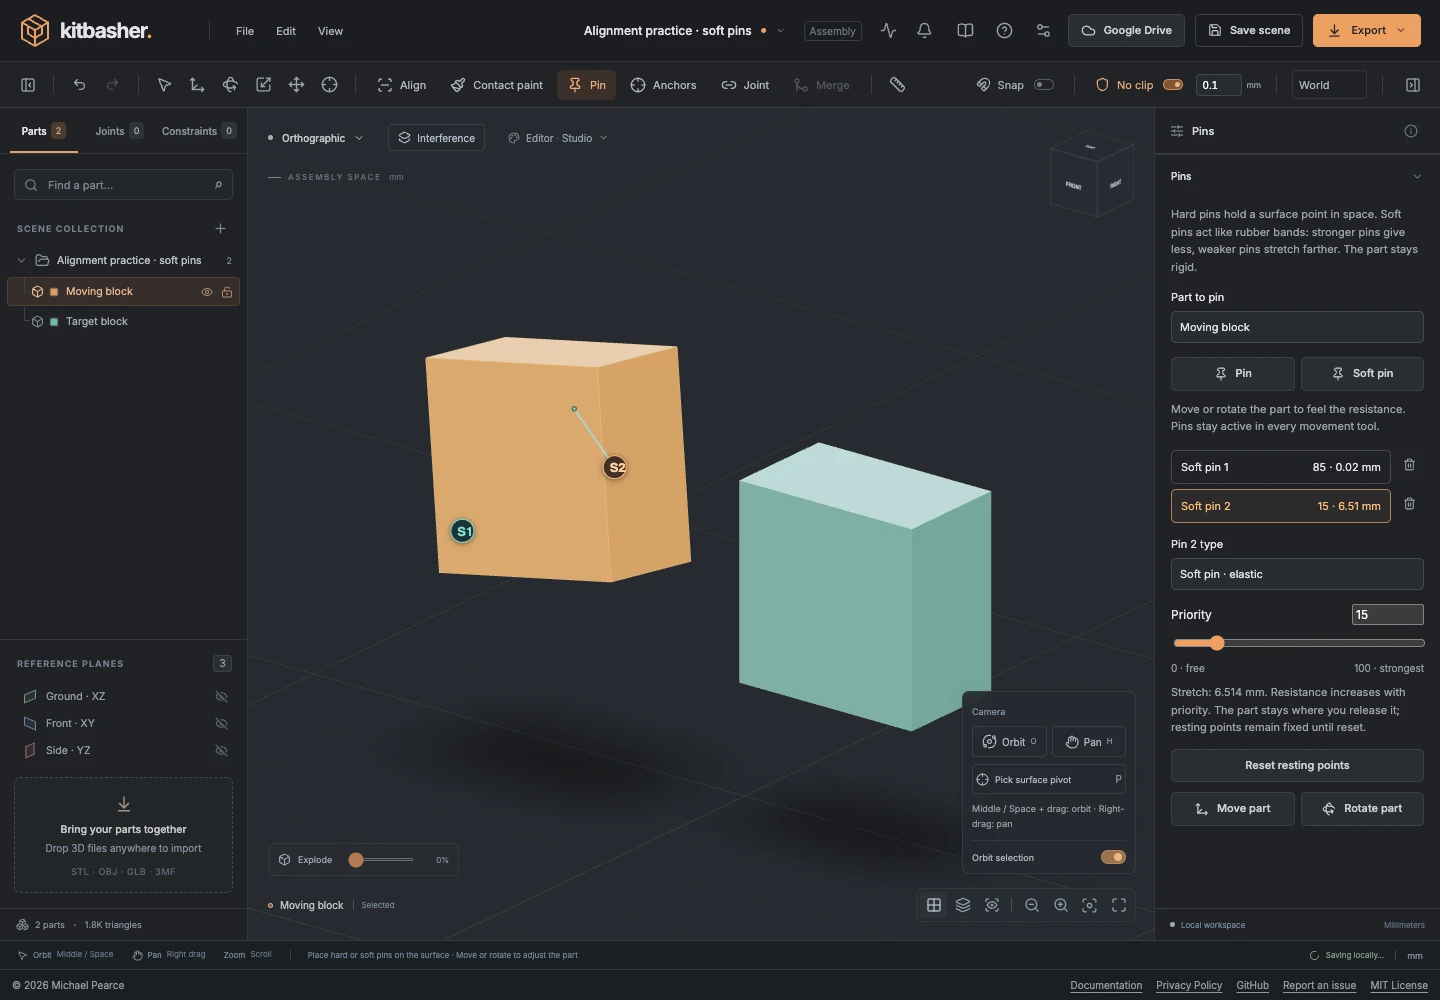 kitbasher.
File
Edit
View
Alignment practice · soft pins
Assembly
Google Drive
Save scene
Export
Align
Contact paint
Pin
Anchors
Joint
Merge
Snap
No clip
0.1
mm
World
Parts 2
Joints 0
Constraints 0
Find a part...
SCENE COLLECTION
Alignment practice · soft pins 2
Moving block
Target block
REFERENCE PLANES 3
Ground · XZ
Front · XY
Side · YZ
Bring your parts together
Drop 3D files anywhere to import
STL · OBJ · GLB · 3MF
2 parts · 1.8K triangles
Orthographic
Interference
Editor · Studio
ASSEMBLY SPACE mm
FRONT
RIGHT
S2
S1
Camera
Orbit O
Pan H
Pick surface pivot P
Middle / Space + drag: orbit · Right-
drag: pan
Orbit selection
Explode 0%
Moving block Selected
Pins
Pins
Hard pins hold a surface point in space. Soft
pins act like rubber bands: stronger pins give
less, weaker pins stretch farther. The part stays
rigid.
Part to pin
Moving block
Pin
Soft pin
Move or rotate the part to feel the resistance.
Pins stay active in every movement tool.
Soft pin 1 85 · 0.02 mm
Soft pin 2 15 · 6.51 mm
Pin 2 type
Soft pin · elastic
Priority 15
0 · free 100 · strongest
Stretch: 6.514 mm. Resistance increases with
priority. The part stays where you release it;
resting points remain fixed until reset.
Reset resting points
Move part
Rotate part
Local workspace Millimeters
Orbit Middle / Space
Pan Right drag
Zoom Scroll
Place hard or soft pins on the surface · Move or rotate to adjust the part
Saving locally...
mm
© 2026 Michael Pearce
Documentation
Privacy Policy
GitHub
Report an issue
MIT License